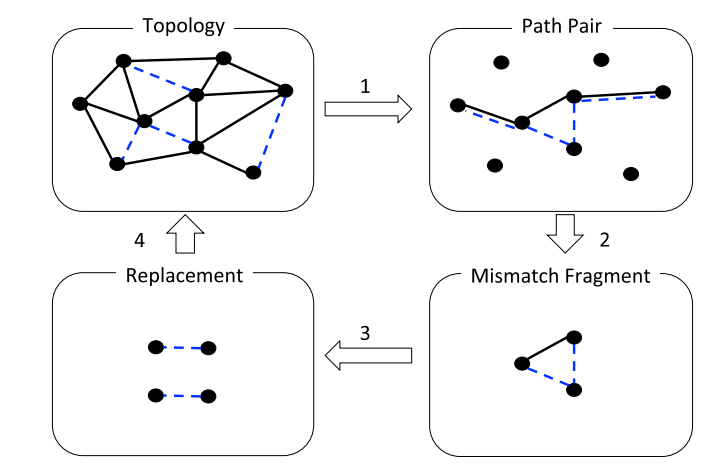 Topology
1
Path Pair
4
2
Replacement
3
Mismatch Fragment